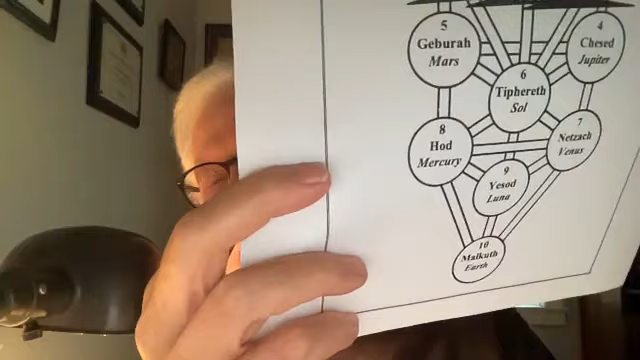 5
Geburah
Mars
4
Chesed
Jupiter
6
Tiphereth
Sol
8
Hod
Mercury
7
Netzach
Venus
9
Yesod
Luna
10
Malkuth
Earth